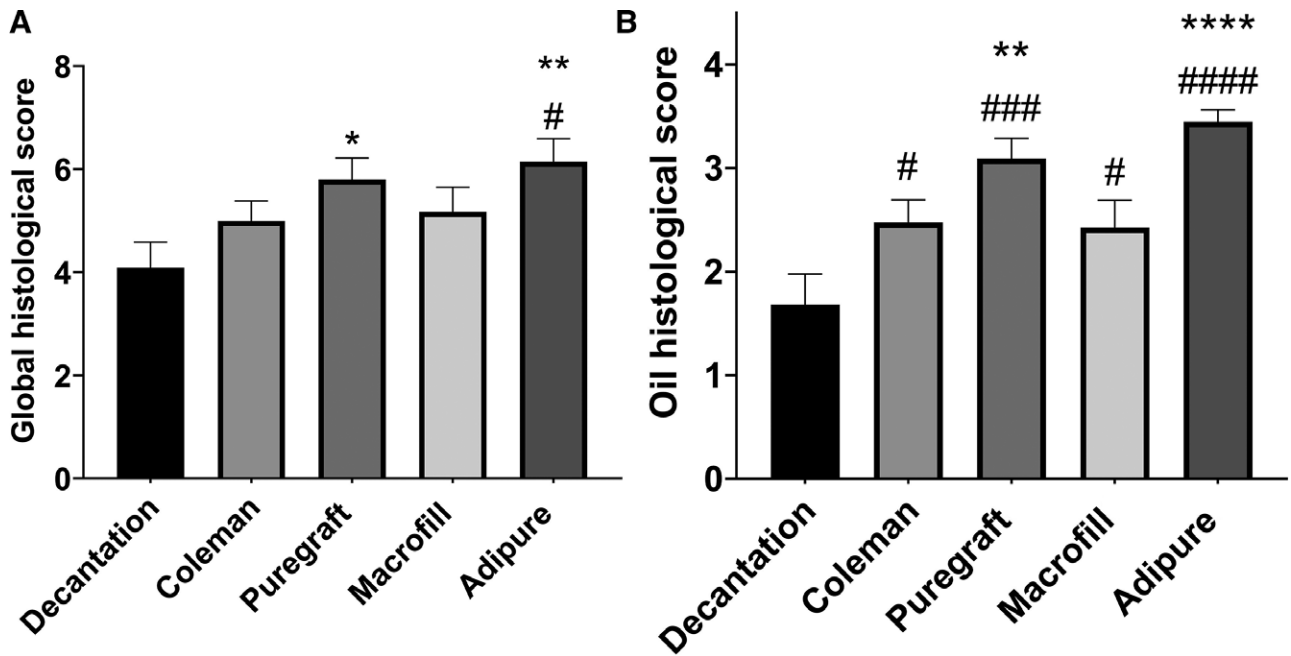 A
Global histological score
8
6
4
2
0
*
**
#
Decantation
Coleman
Puregraft
Macrofill
Adipure
B
Oil histological score
4
3
2
1
0
#
**
###
#
****
####
Decantation
Coleman
Puregraft
Macrofill
Adipure